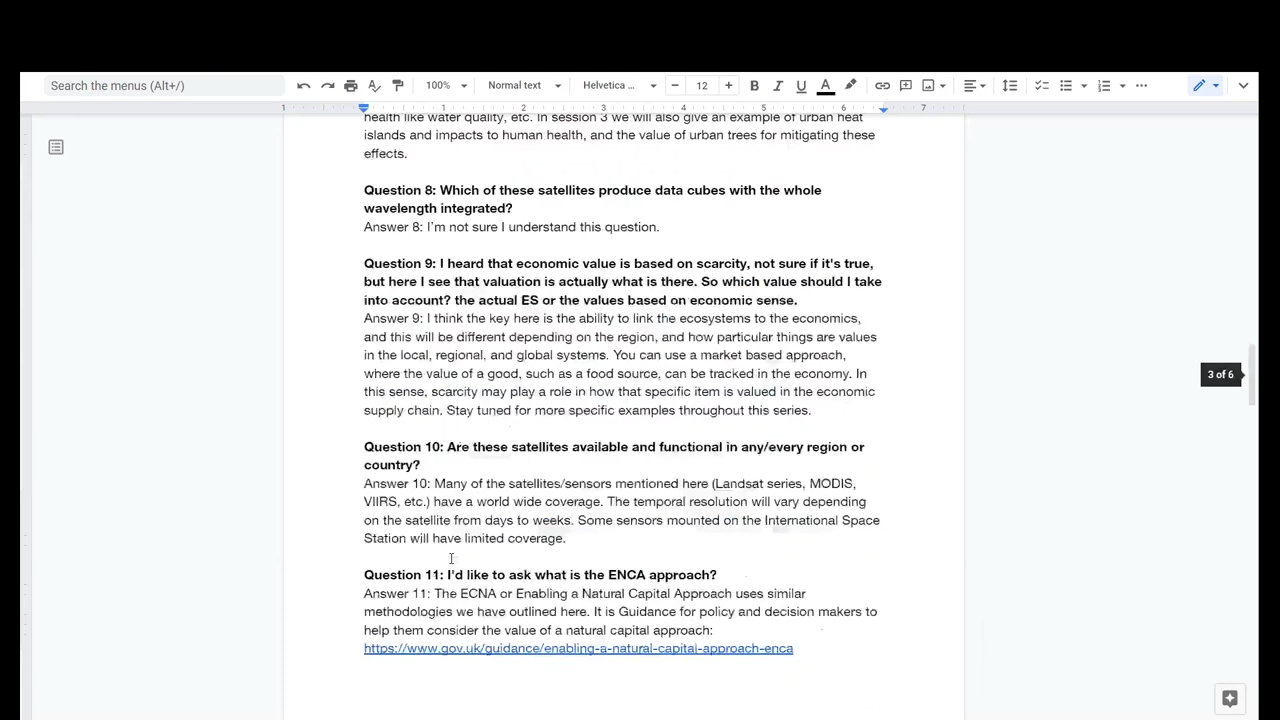 Search the menus (Alt+/)
100%
Normal text
Helvetica ...
12
1
1
2
3
4
5
6
7
health like water quality, etc. In session 3 we will also give an example of urban heat
islands and impacts to human health, and the value of urban trees for mitigating these
effects.
Question 8: Which of these satellites produce data cubes with the whole
wavelength integrated?
Answer 8: I'm not sure I understand this question.
Question 9: I heard that economic value is based on scarcity, not sure if it's true,
but here I see that valuation is actually what is there. So which value should I take
into account? the actual ES or the values based on economic sense.
Answer 9: I think the key here is the ability to link the ecosystems to the economics,
and this will be different depending on the region, and how particular things are values
in the local, regional, and global systems. You can use a market based approach,
where the value of a good, such as a food source, can be tracked in the economy. In
this sense, scarcity may play a role in how that specific item is valued in the economic
supply chain. Stay tuned for more specific examples throughout this series.
3 of 6
Question 10: Are these satellites available and functional in any/every region or
country?
Answer 10: Many of the satellites/sensors mentioned here (Landsat series, MODIS,
VIIRS, etc.) have a world wide coverage. The temporal resolution will vary depending
on the satellite from days to weeks. Some sensors mounted on the International Space
Station will have limited coverage.
Question 11: I'd like to ask what is the ENCA approach?
Answer 11: The ECNA or Enabling a Natural Capital Approach uses similar
methodologies we have outlined here. It is Guidance for policy and decision makers to
help them consider the value of a natural capital approach:
https://www.gov.uk/guidance/enabling-a-natural-capital-approach-enca